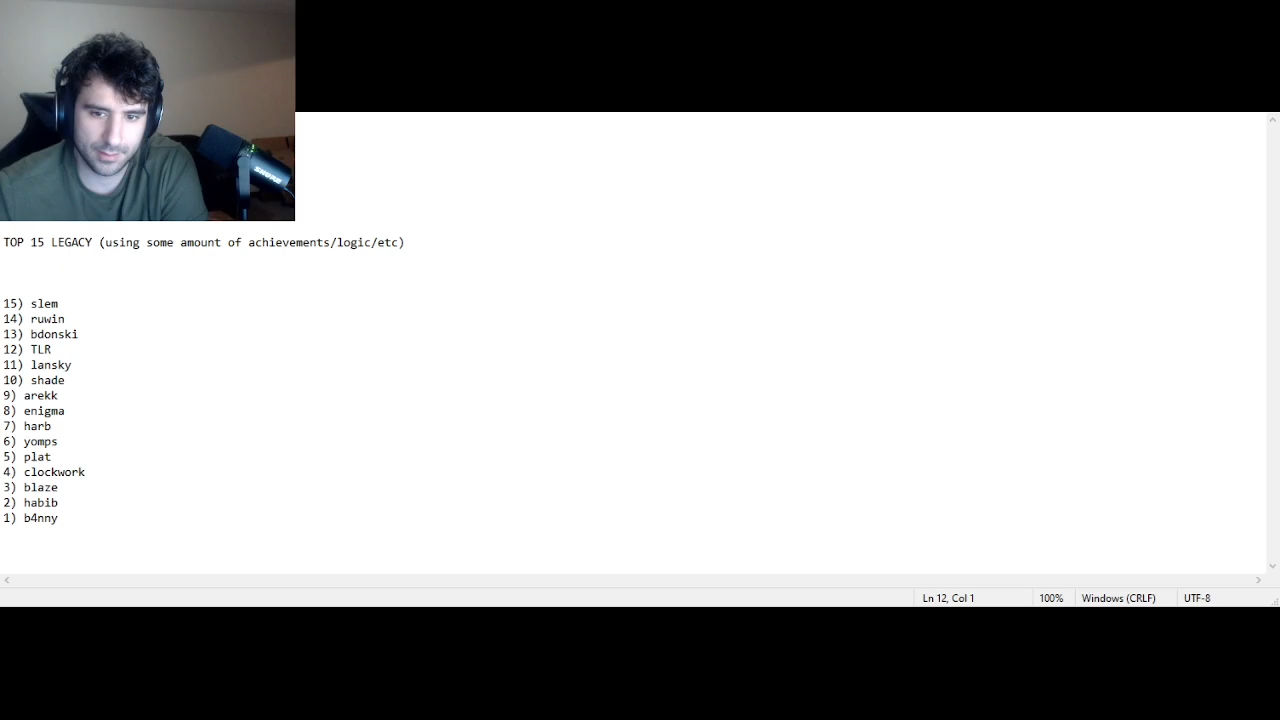 SHURE
TOP 15 LEGACY (using some amount of achievements/logic/etc)
15) slem
14) ruwin
13) bdonski
12) TLR
11) lansky
10) shade
9) arekk
8) enigma
7) harb
6) yomps
5) plat
4) clockwork
3) blaze
2) habib
1) b4nny
Ln 12, Col 1 100% Windows (CRLF) UTF-8